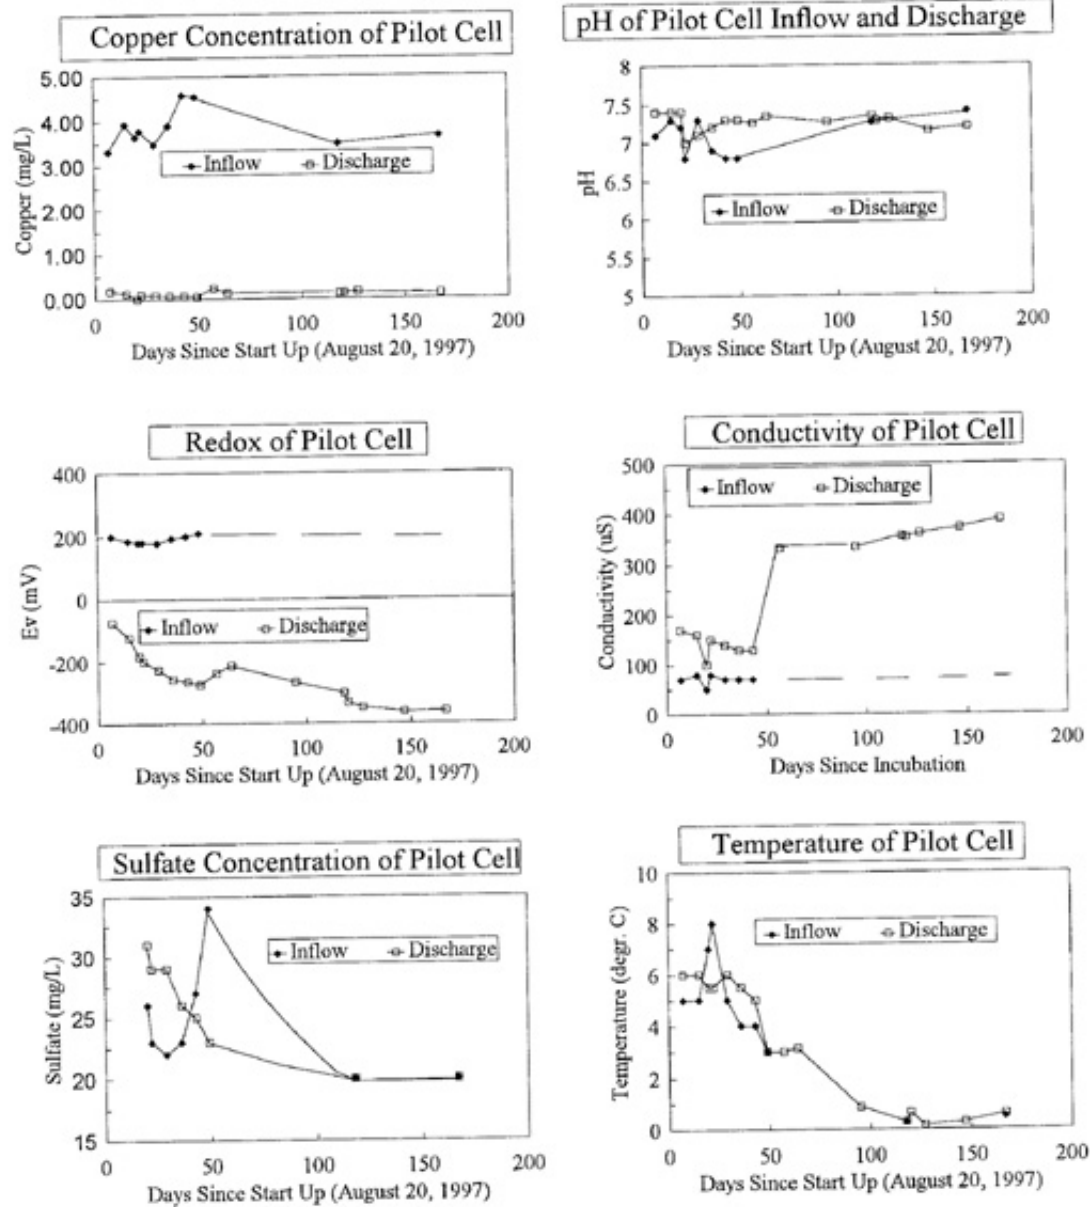 Copper Concentration of Pilot Cell
5.00
4.00
3.00
2.00
1.00
0.00
Copper (mg/L)
Inflow Discharge
0 50 100 150 200
Days Since Start Up (August 20, 1997)
pH of Pilot Cell Inflow and Discharge
8
7.5
7
6.5
6
5.5
5
pH
Inflow Discharge
0 50 100 150 200
Days Since Start Up (August 20, 1997)
Redox of Pilot Cell
400
200
0
-200
-400
Ev (mV)
Inflow Discharge
0 50 100 150 200
Days Since Start Up (August 20, 1997)
Conductivity of Pilot Cell
500
400
300
200
100
0
Conductivity (uS)
Inflow Discharge
0 50 100 150 200
Days Since Incubation
Sulfate Concentration of Pilot Cell
35
30
25
20
15
Sulfate (mg/L)
Inflow Discharge
0 50 100 150 200
Days Since Start Up (August 20, 1997)
Temperature of Pilot Cell
10
8
6
4
2
0
Temperature (degr. C)
Inflow Discharge
0 50 100 150 200
Days Since Start Up (August 20, 1997)